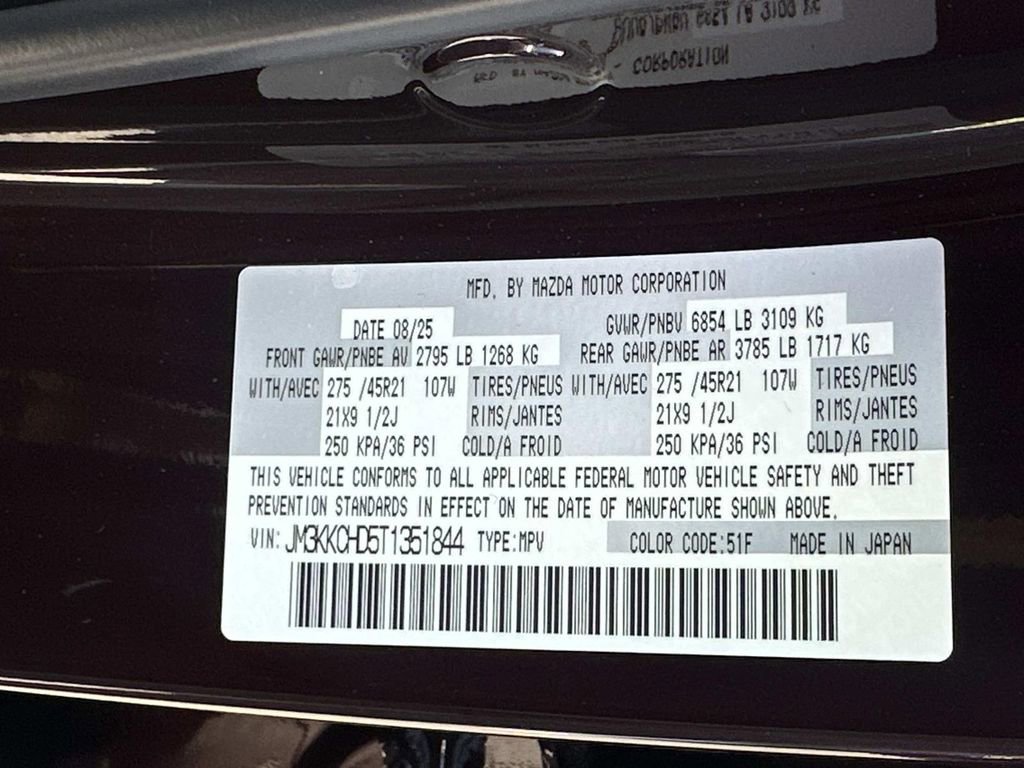 CORPORATION
MFD. BY MAZDA MOTOR CORPORATION
DATE 08/25 GVWR/PNBV 6854 LB 3109 KG
FRONT GAWR/PNBE AV 2795 LB 1268 KG REAR GAWR/PNBE AR 3785 LB 1717 KG
WITH/AVEC 275 /45R21 107W TIRES/PNEUS WITH/AVEC 275 /45R21 107W TIRES/PNEUS
21X9 1/2J RIMS/JANTES 21X9 1/2J RIMS/JANTES
250 KPA/36 PSI COLD/A FROID 250 KPA/36 PSI COLD/A FROID
THIS VEHICLE CONFORMS TO ALL APPLICABLE FEDERAL MOTOR VEHICLE SAFETY AND THEFT
PREVENTION STANDARDS IN EFFECT ON THE DATE OF MANUFACTURE SHOWN ABOVE.
VIN: JM3KKCHD5T1351844 TYPE:MPV COLOR CODE:51F MADE IN JAPAN